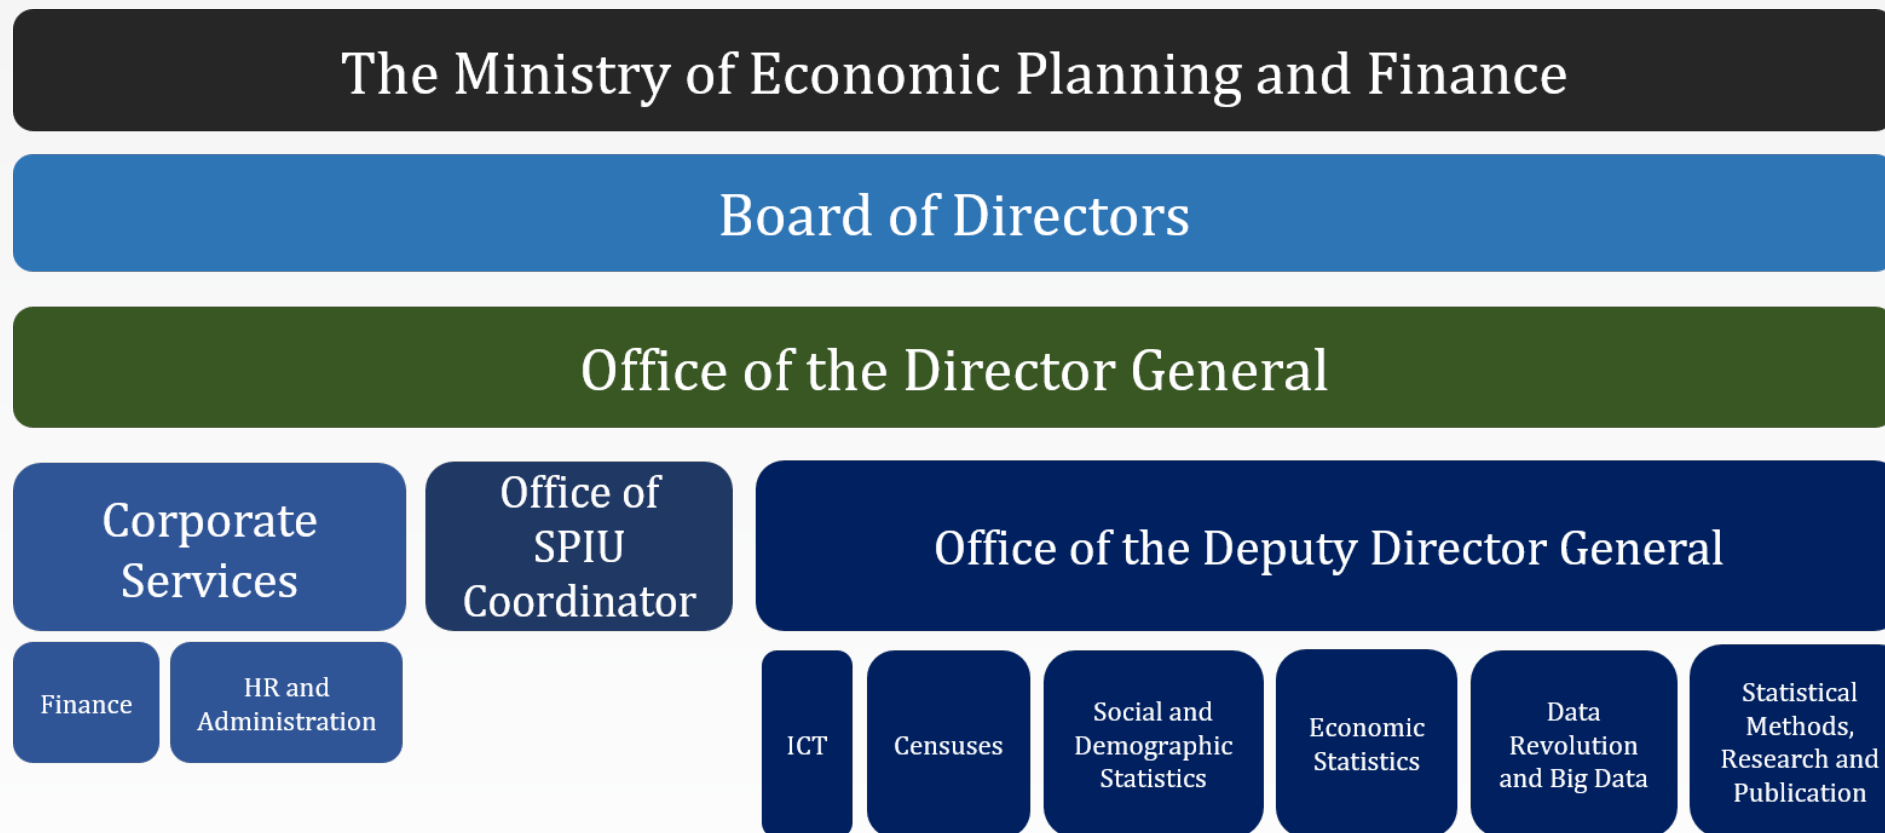 The Ministry of Economic Planning and Finance
Board of Directors
Office of the Director General
Corporate
Services
Office of
SPIU
Coordinator
Office of the Deputy Director General
Finance
HR and
Administration
ICT
Censuses
Social and
Demographic
Statistics
Economic
Statistics
Data
Revolution
and Big Data
Statistical
Methods,
Research and
Publication